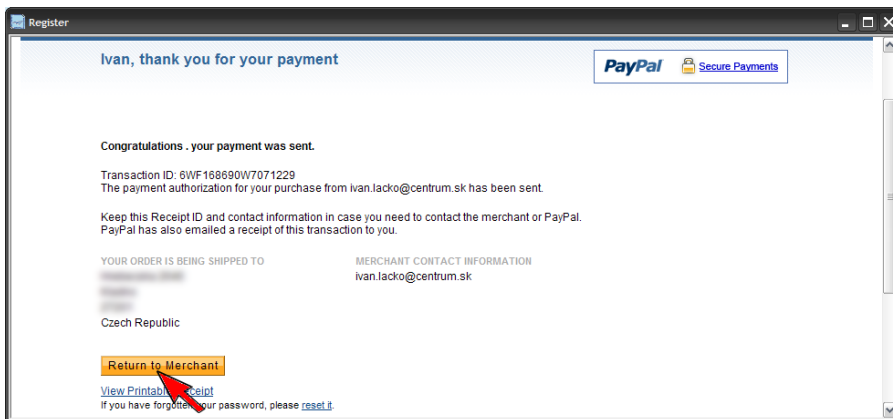 Register
Ivan, thank you for your payment
PayPal Secure Payments
Congratulations . your payment was sent.
Transaction ID: 6WF168690W7071229
The payment authorization for your purchase from ivan.lacko@centrum.sk has been sent.
Keep this Receipt ID and contact information in case you need to contact the merchant or PayPal.
PayPal has also emailed a receipt of this transaction to you.
YOUR ORDER IS BEING SHIPPED TO MERCHANT CONTACT INFORMATION
ivan.lacko@centrum.sk
Czech Republic
Return to Merchant
View Printable Receipt
If you have forgotten your password, please reset it.